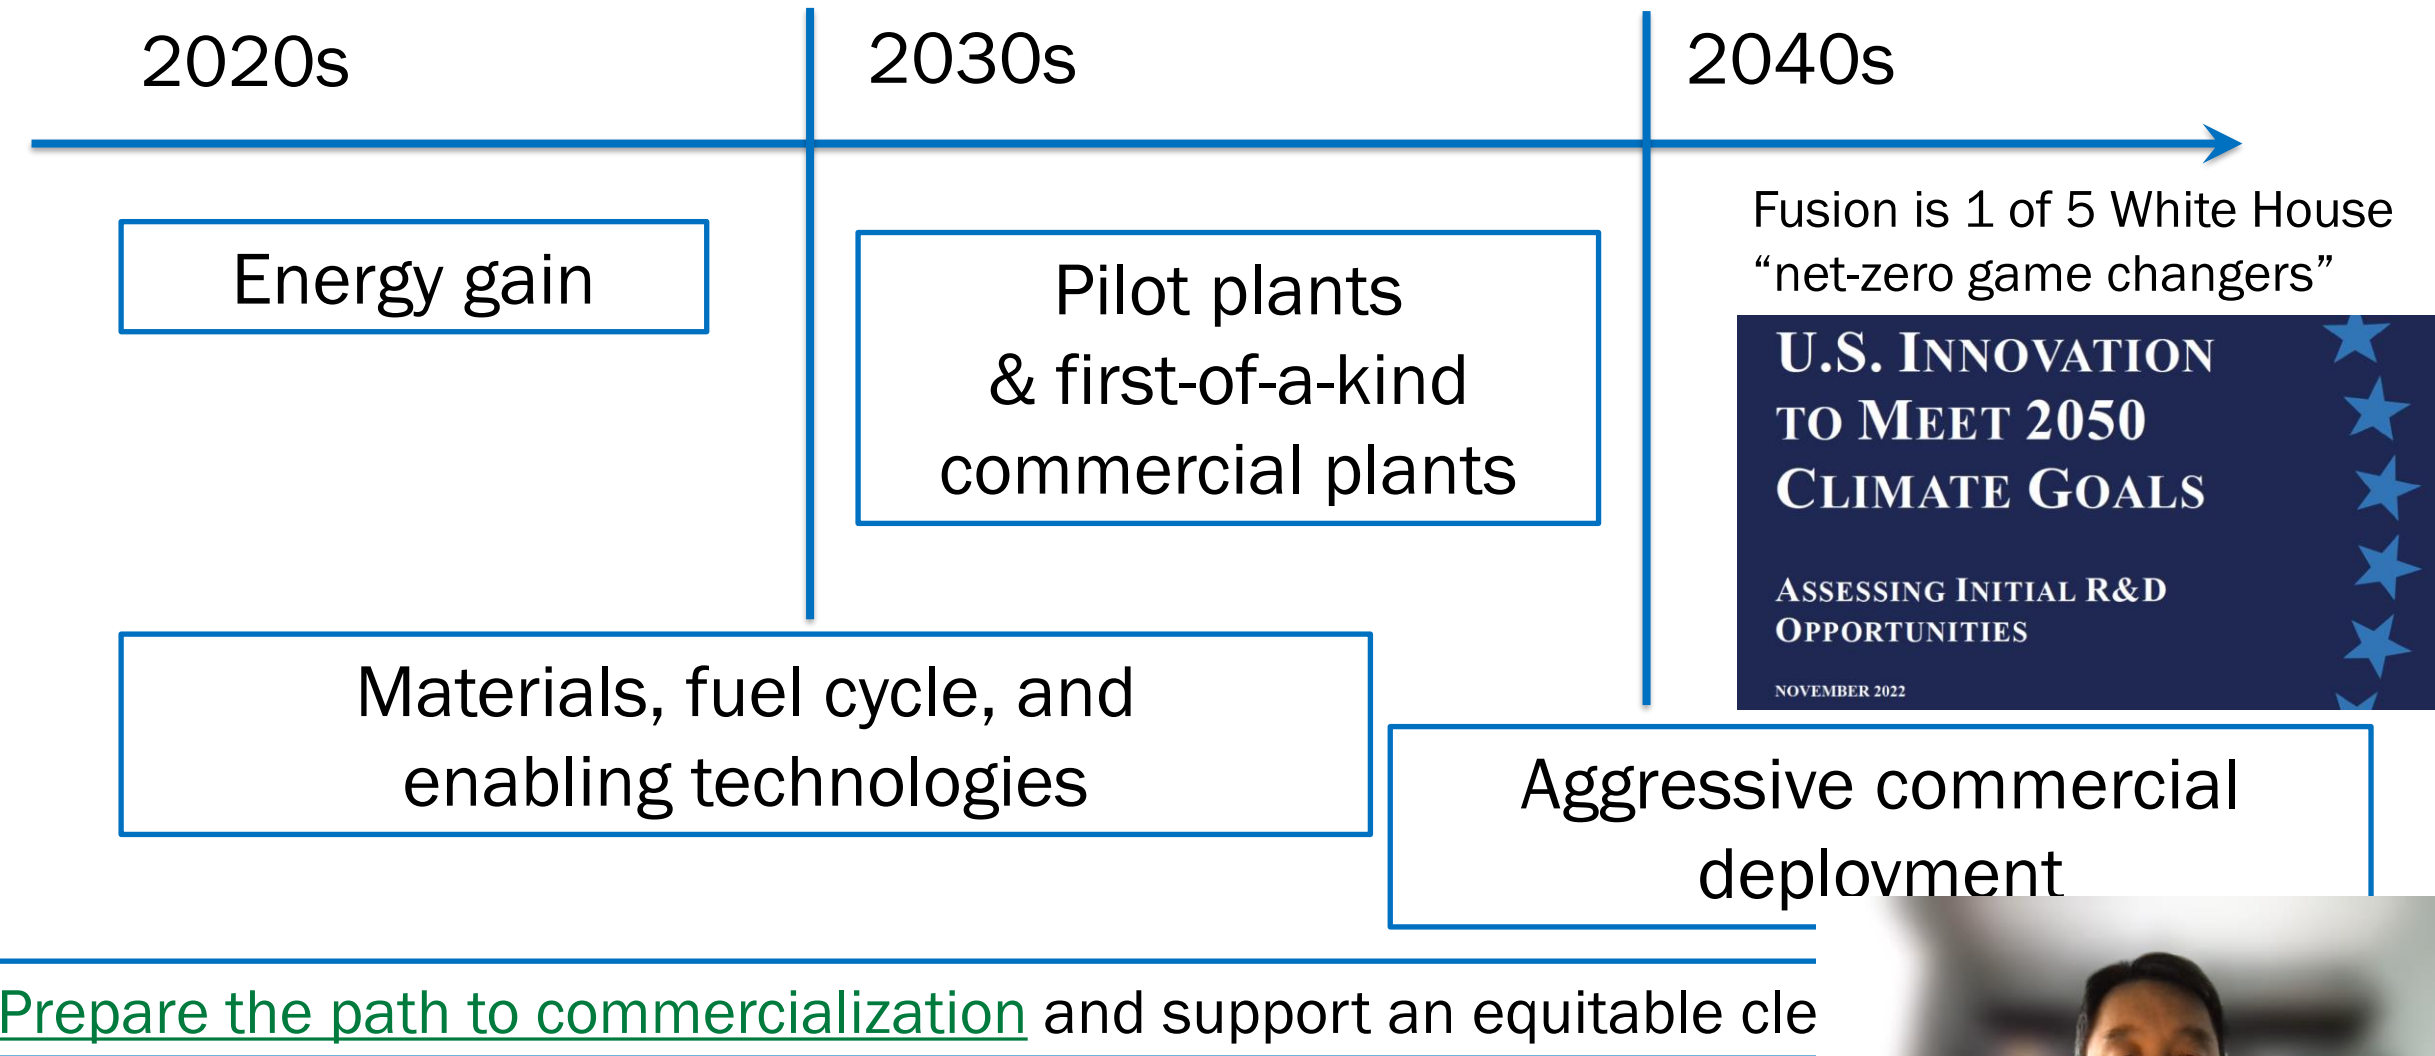 2020s
2030s
2040s
Energy gain
Pilot plants
& first-of-a-kind
commercial plants
Fusion is 1 of 5 White House
“net-zero game changers”
U.S. INNOVATION
TO MEET 2050
CLIMATE GOALS
ASSESSING INITIAL R&D
OPPORTUNITIES
NOVEMBER 2022
Materials, fuel cycle, and
enabling technologies
Aggressive commercial
deployment
Prepare the path to commercialization and support an equitable